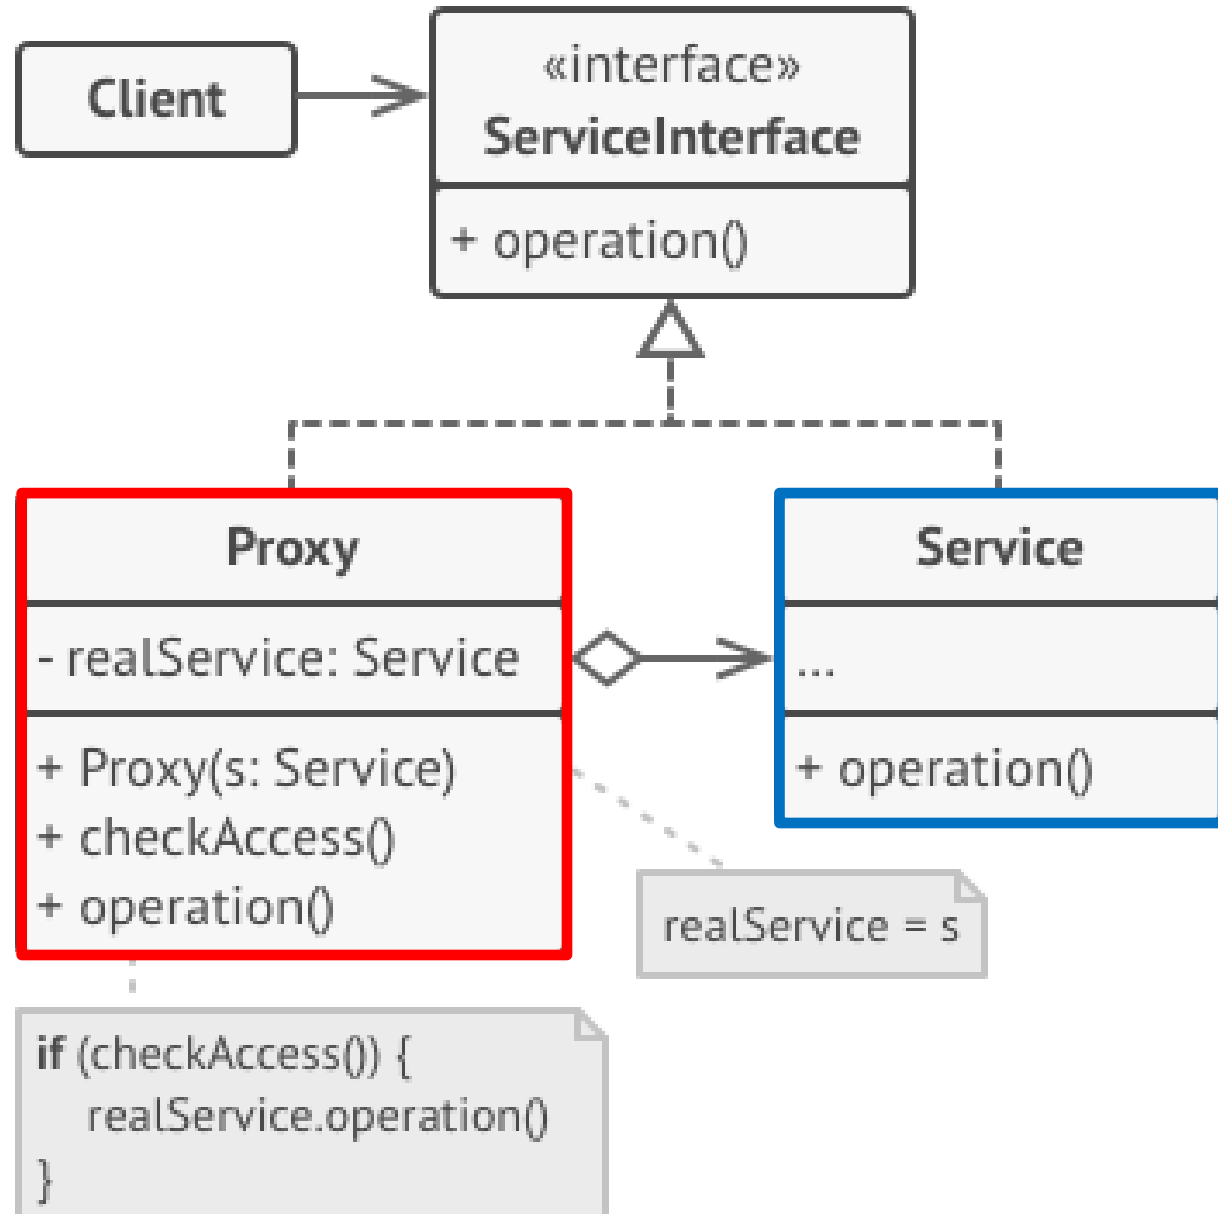 Client
«interface»
ServiceInterface
+ operation()
Proxy
- realService: Service
+ Proxy(s: Service)
+ checkAccess()
+ operation()
Service
...
+ operation()
realService = s
if (checkAccess()) {
realService.operation()
}